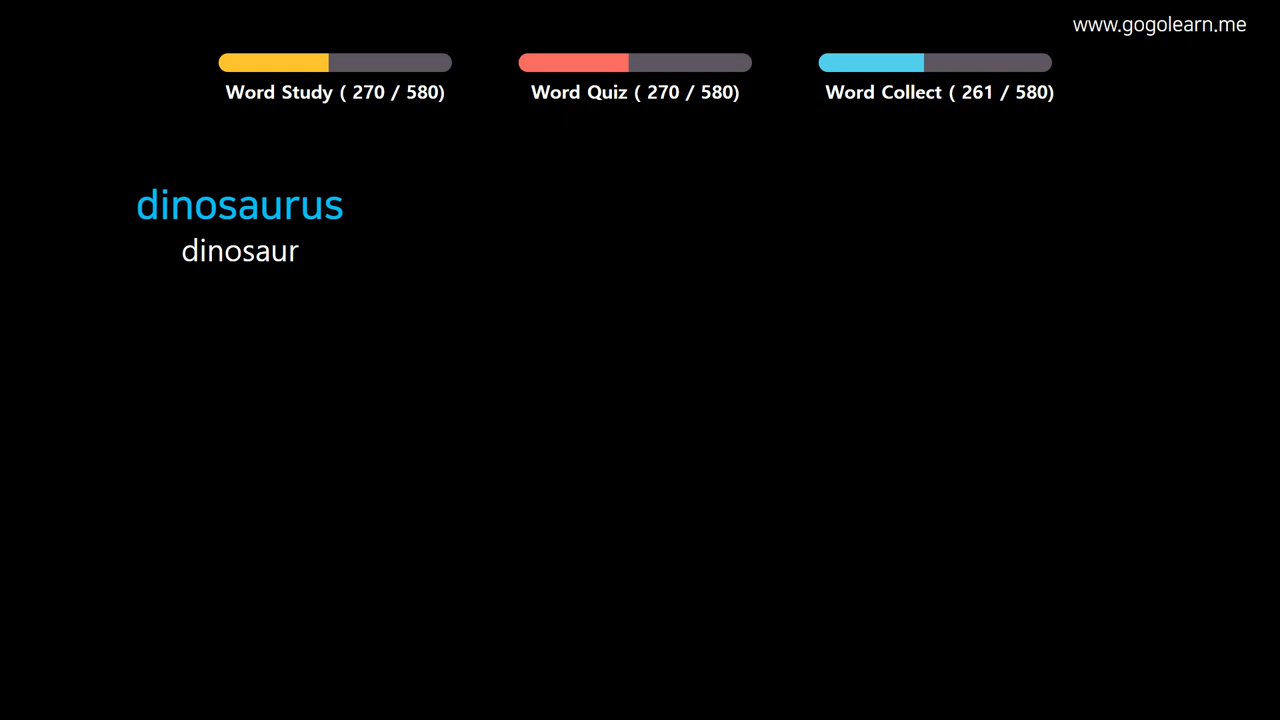 www.gogolearn.me
Word Study ( 270 / 580)
Word Quiz ( 270 / 580)
Word Collect ( 261 / 580)
dinosaurus
dinosaur